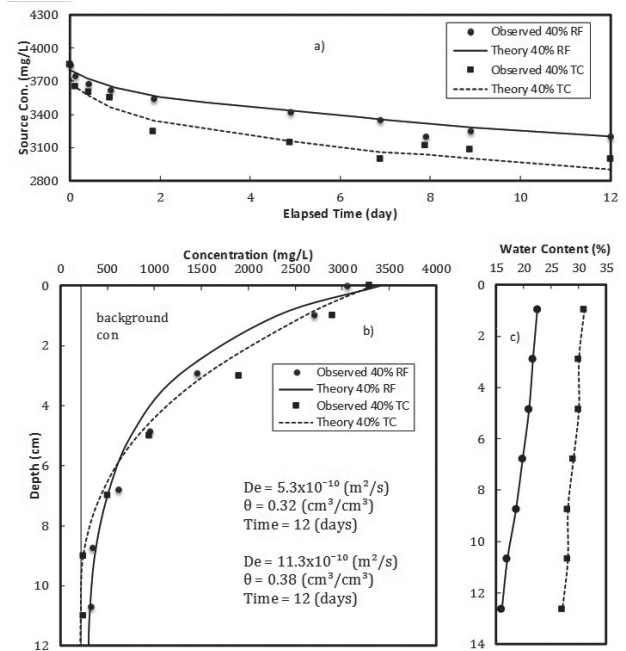 4300
3700
3400
3100
2800
Source Con. (mg/L)
a)
Observed 40% RF
Theory 40% RF
Observed 40% TC
Theory 40% TC
0 2 4 6 8 10 12
Elapsed Time (day)
Concentration (mg/L)
0 500 1000 1500 2000 2500 3000 3500 4000
0
2
4
6
8
10
12
Depth (cm)
background
con
b)
Observed 40% RF
Theory 40% RF
Observed 40% TC
Theory 40% TC
De = 5.3x10⁻¹⁰ (m²/s)
θ = 0.32 (cm³/cm³)
Time = 12 (days)
De = 11.3x10⁻¹⁰ (m²/s)
θ = 0.38 (cm³/cm³)
Time = 12 (days)
Water Content (%)
15 20 25 30 35
0
2
4
6
8
10
12
14
c)